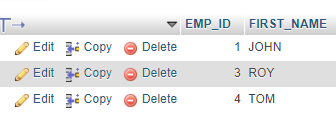 EMP_ID FIRST_NAME
Edit Copy Delete 1 JOHN
Edit Copy Delete 3 ROY
Edit Copy Delete 4 TOM